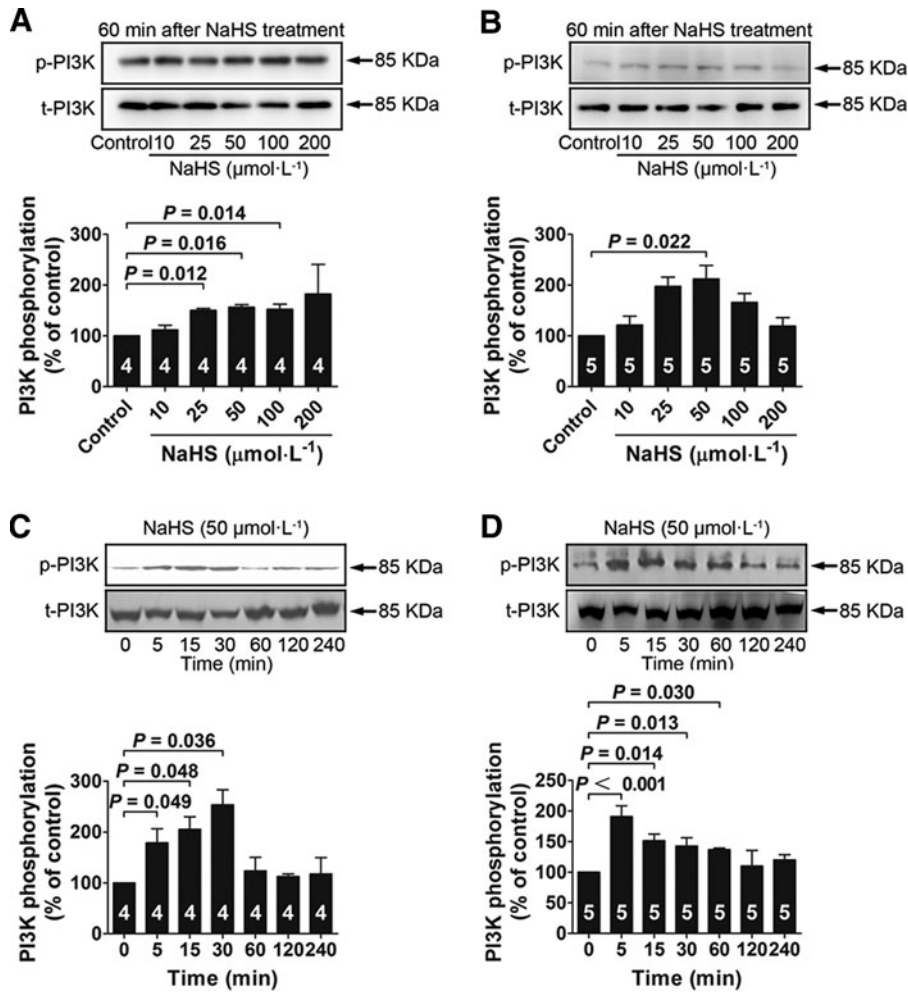 A
60 min after NaHS treatment
p-PI3K
85 KDa
t-PI3K
85 KDa
Control 10 25 50 100 200
NaHS (µmol·L⁻¹)
P = 0.014
P = 0.016
P = 0.012
PI3K phosphorylation
(% of control)
300
200
100
0
4 4 4 4 4 4
Control 10 25 50 100 200
NaHS (µmol·L⁻¹)
B
60 min after NaHS treatment
p-PI3K
85 KDa
t-PI3K
85 KDa
Control 10 25 50 100 200
NaHS (µmol·L⁻¹)
P = 0.022
PI3K phosphorylation
(% of control)
300
200
100
0
5 5 5 5 5 5
Control 10 25 50 100 200
NaHS (µmol·L⁻¹)
C
NaHS (50 µmol·L⁻¹)
p-PI3K
85 KDa
t-PI3K
85 KDa
0 5 15 30 60 120 240
Time (min)
P = 0.036
P = 0.048
P = 0.049
PI3K phosphorylation
(% of control)
300
200
100
0
4 4 4 4 4 4 4
0 5 15 30 60 120 240
Time (min)
D
NaHS (50 µmol·L⁻¹)
p-PI3K
85 KDa
t-PI3K
85 KDa
0 5 15 30 60 120 240
Time (min)
P = 0.030
P = 0.013
P = 0.014
P < 0.001
PI3K phosphorylation
(% of control)
250
200
150
100
50
0
5 5 5 5 5 5 5
0 5 15 30 60 120 240
Time (min)